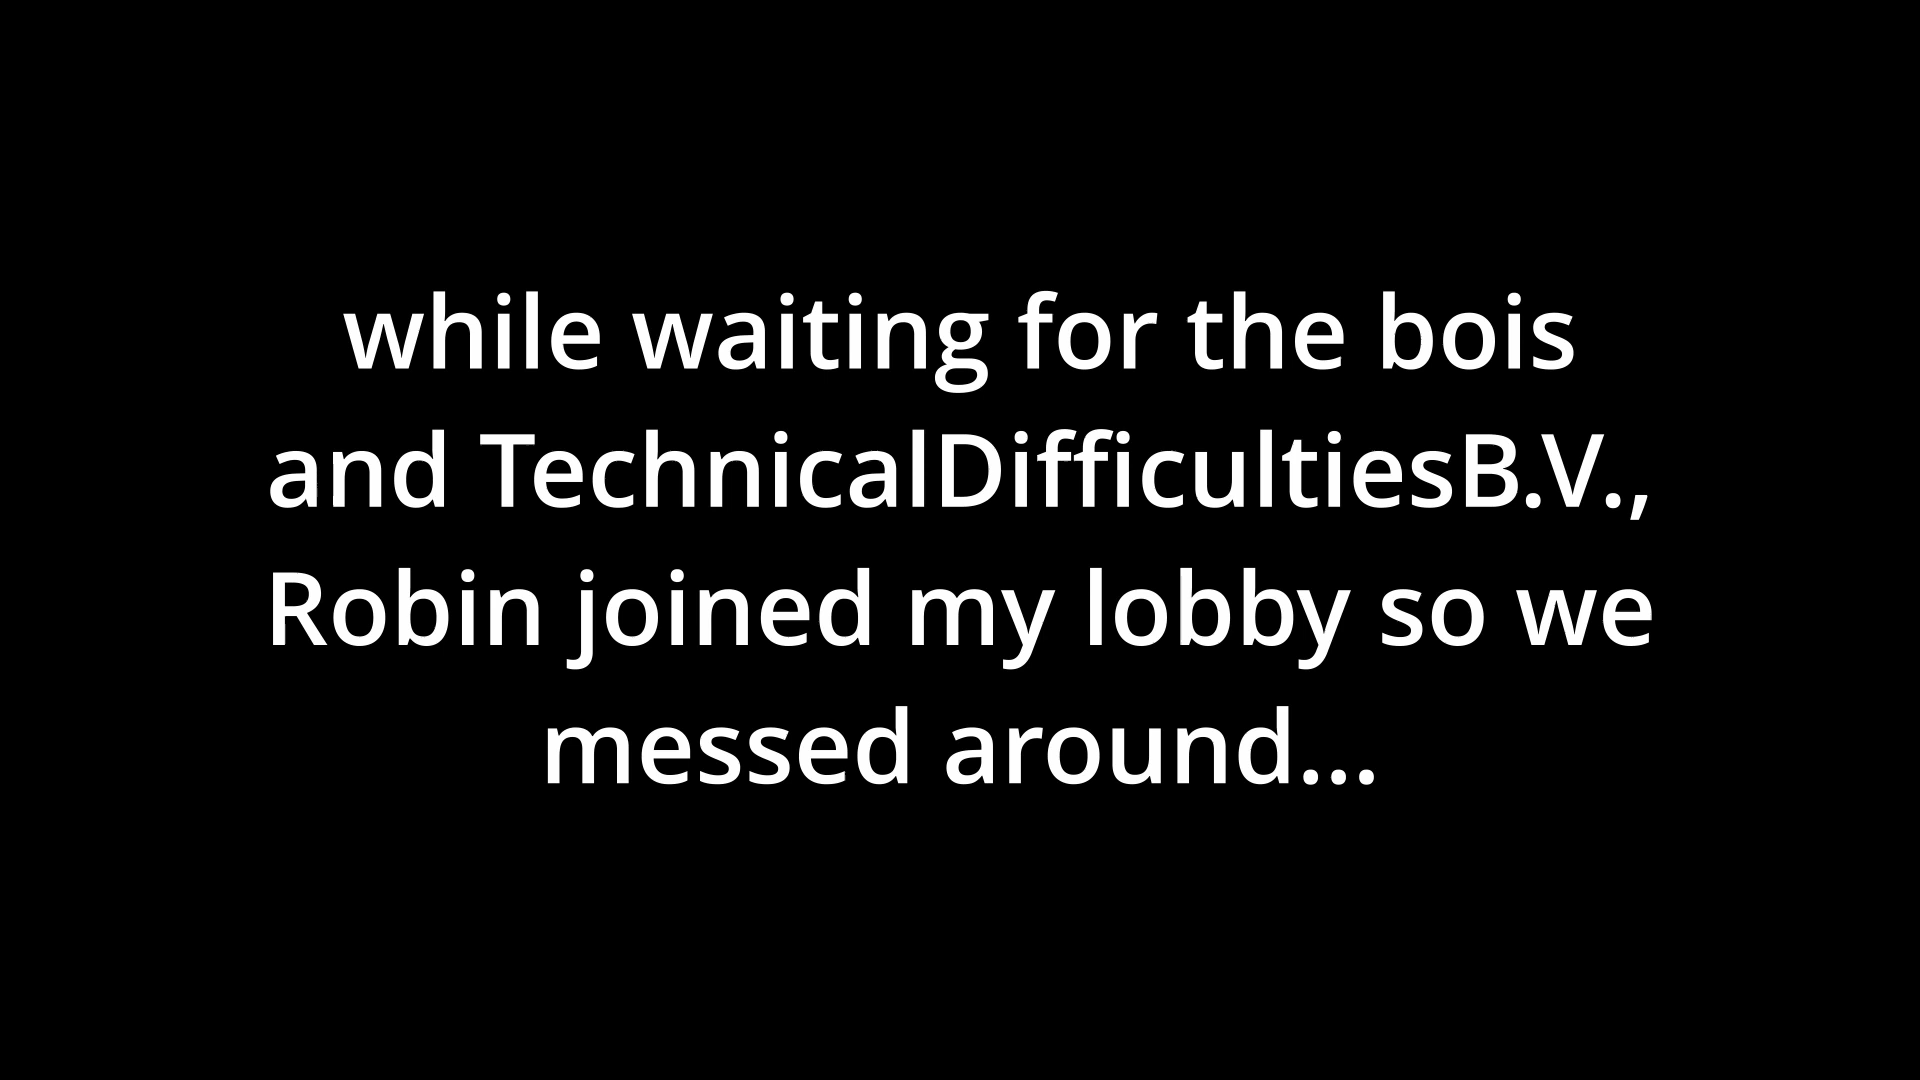 while waiting for the bois
and TechnicalDifficultiesB.V.,
Robin joined my lobby so we
messed around...